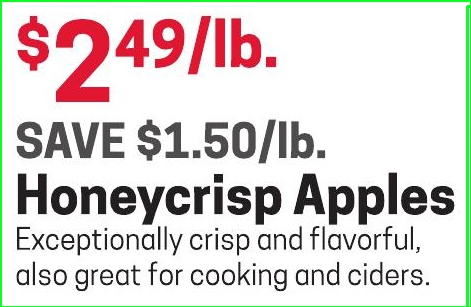 $2 49/lb.
SAVE $1.50/lb.
Honeycrisp Apples
Exceptionally crisp and flavorful,
also great for cooking and ciders.